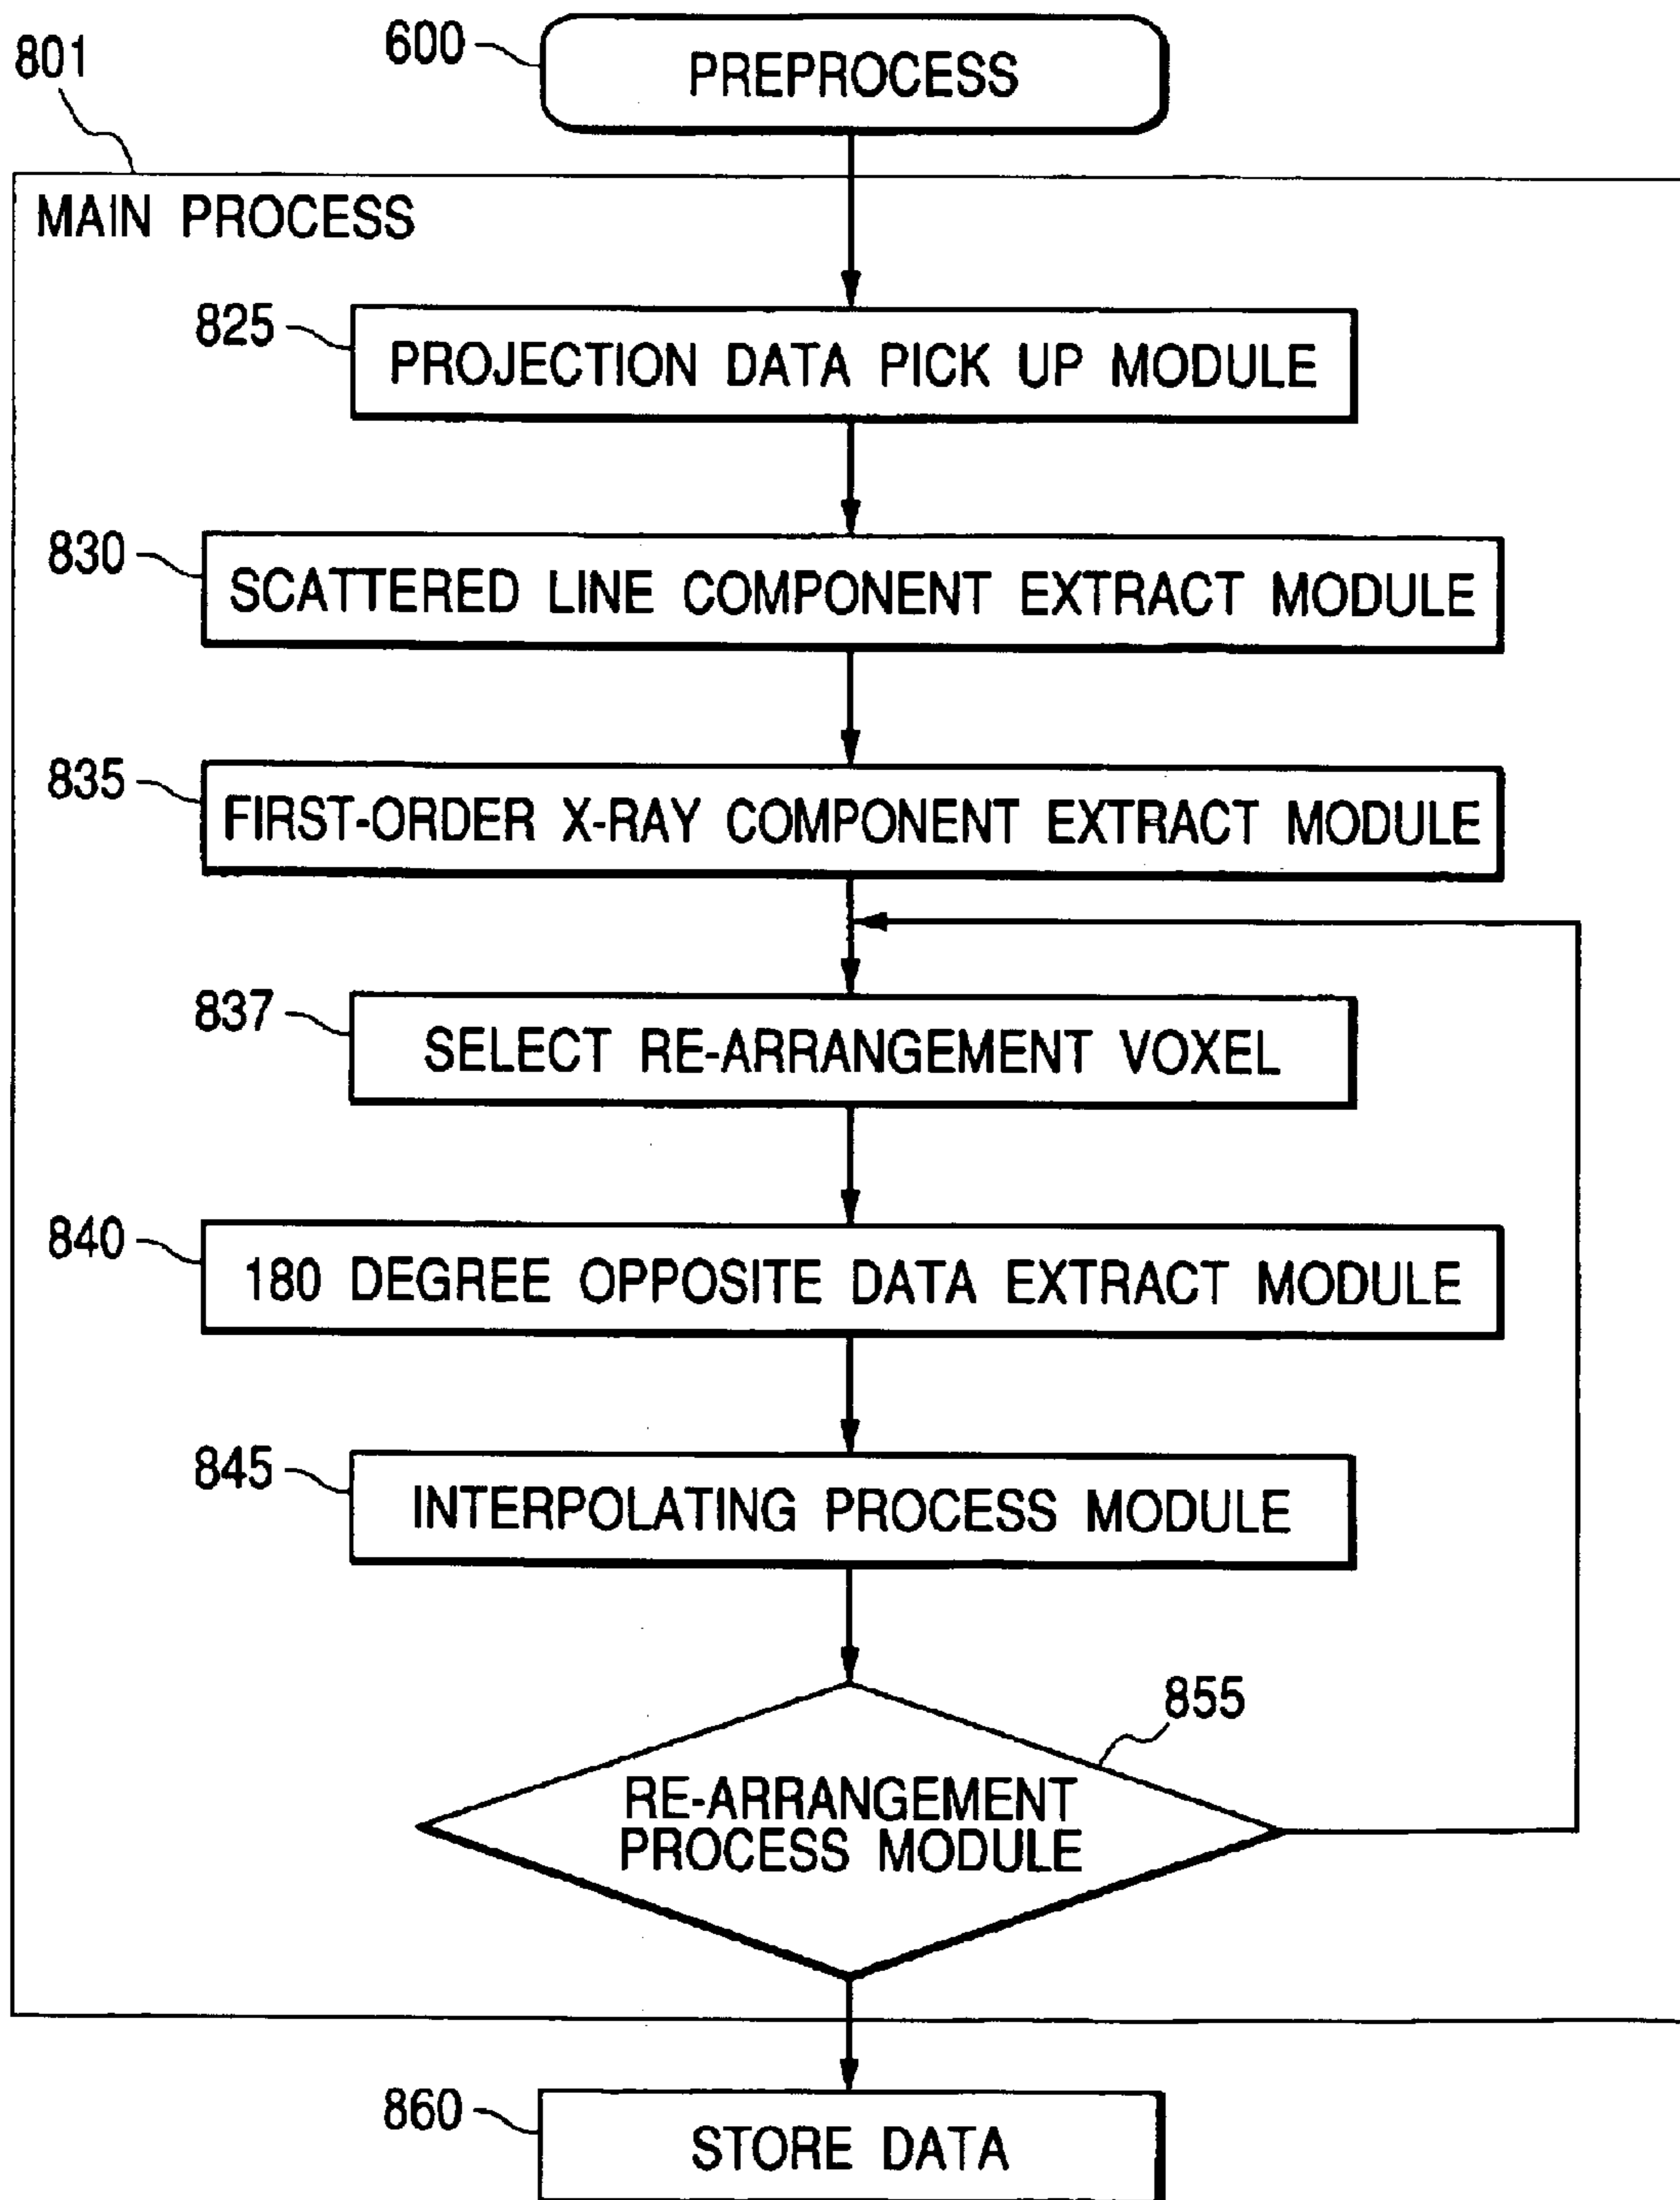 801
600
PREPROCESS
MAIN PROCESS
825
PROJECTION DATA PICK UP MODULE
830
SCATTERED LINE COMPONENT EXTRACT MODULE
835
FIRST-ORDER X-RAY COMPONENT EXTRACT MODULE
837
SELECT RE-ARRANGEMENT VOXEL
840
180 DEGREE OPPOSITE DATA EXTRACT MODULE
845
INTERPOLATING PROCESS MODULE
855
RE-ARRANGEMENT
PROCESS MODULE
860
STORE DATA